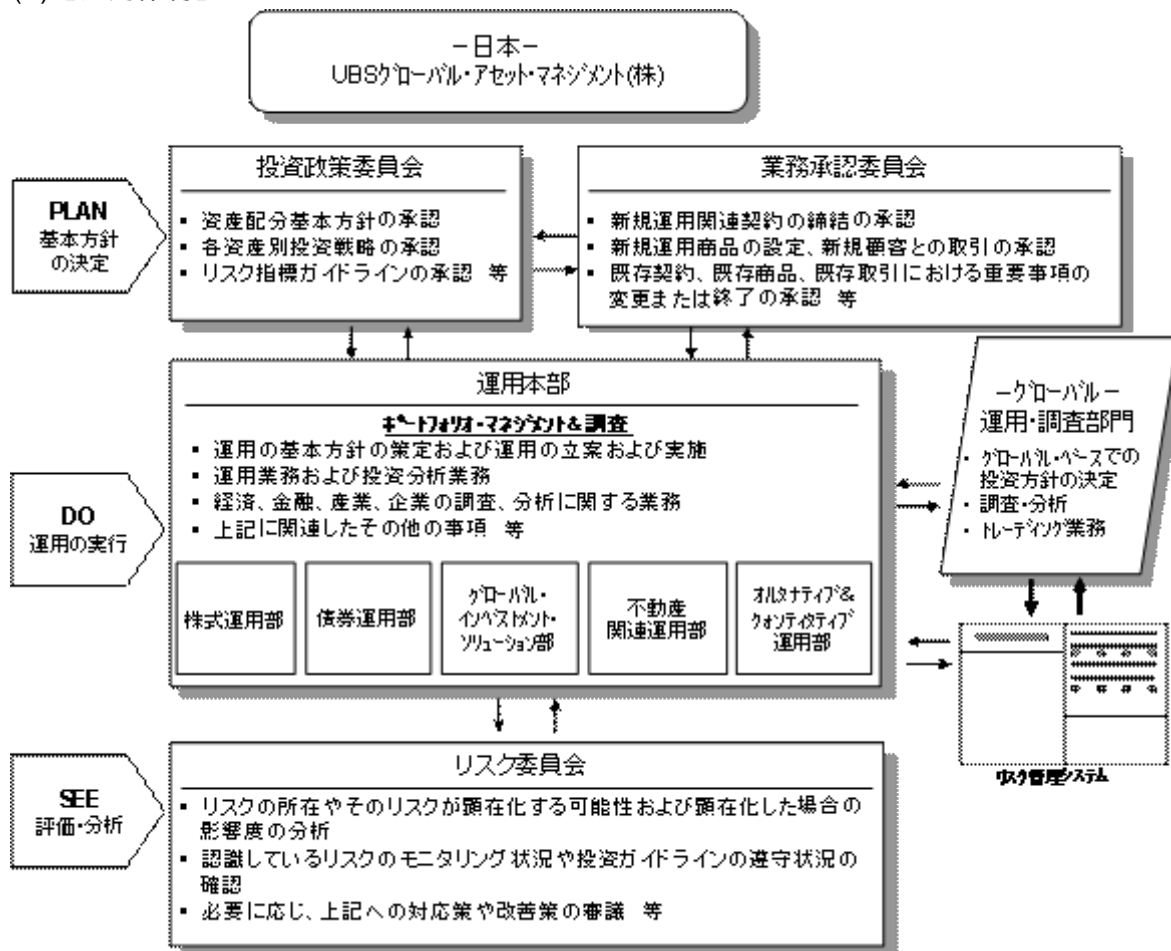 －日本－
UBSグローバル・アセット・マネジメント(株)
PLAN
基本方針
の決定
投資政策委員会
▪ 資産配分基本方針の承認
▪ 各資産別投資戦略の承認
▪ リスク指標ガイドラインの承認 等
業務承認委員会
▪ 新規運用関連契約の締結の承認
▪ 新規運用商品の設定、新規顧客との取引の承認
▪ 既存契約、既存商品、既存取引における重要事項の
変更または終了の承認 等
DO
運用の実行
運用本部
ポートフォリオ・マネジメント＆調査
▪ 運用の基本方針の策定および運用の立案および実施
▪ 運用業務および投資分析業務
▪ 経済、金融、産業、企業の調査、分析に関する業務
▪ 上記に関連したその他の事項 等
株式運用部
債券運用部
グローバル・
インベストメント・
ソリューション部
不動産
関連運用部
オルタナティブ＆
クォンティタティブ
運用部
－グローバル－
運用・調査部門
▪ グローバル・ベースでの
投資方針の決定
▪ 調査・分析
▪ トレーディング業務
リスク管理システム
SEE
評価・分析
リスク委員会
▪ リスクの所在やそのリスクが顕在化する可能性および顕在化した場合の
影響度の分析
▪ 認識しているリスクのモニタリング状況や投資ガイドラインの遵守状況の
確認
▪ 必要に応じ、上記への対応策や改善策の審議 等